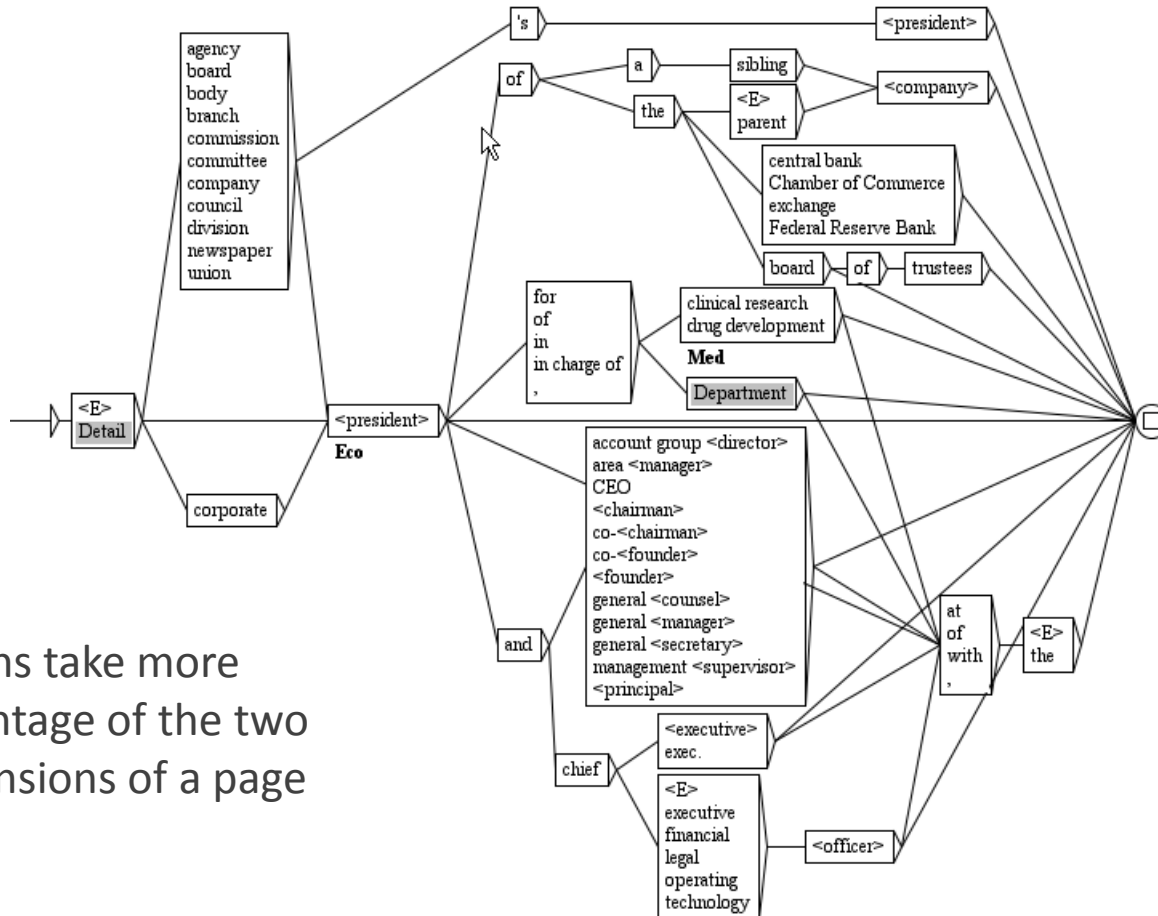 's
<president>
agency
board
body
branch
commission
committee
company
council
division
newspaper
union
of
a
sibling
<company>
the
<E>
parent
central bank
Chamber of Commerce
exchange
Federal Reserve Bank
board
of
trustees
for
of
in
in charge of
,
clinical research
drug development
Med
Department
<E>
Detail
<president>
Eco
corporate
account group <director>
area <manager>
CEO
<chairman>
co-<chairman>
co-<founder>
<founder>
general <counsel>
general <manager>
general <secretary>
management <supervisor>
<principal>
and
at
of
with
,
<E>
the
chief
<executive>
exec.
<E>
executive
financial
legal
operating
technology
<officer>
take more
of the two
of a page